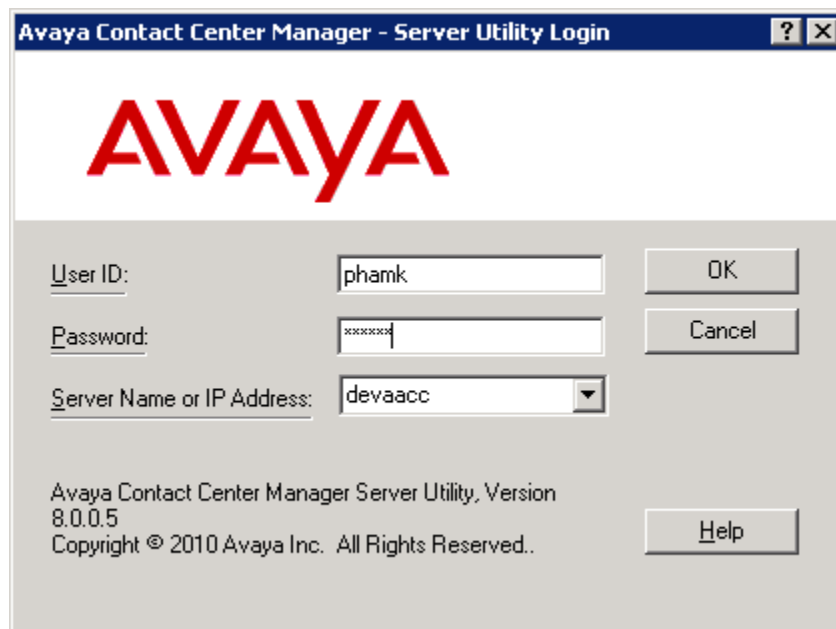 Avaya Contact Center Manager - Server Utility Login
AVAYA
User ID: phamk OK
Password: ****** Cancel
Server Name or IP Address: devaacc
Avaya Contact Center Manager Server Utility, Version
8.0.0.5
Copyright © 2010 Avaya Inc. All Rights Reserved..
Help